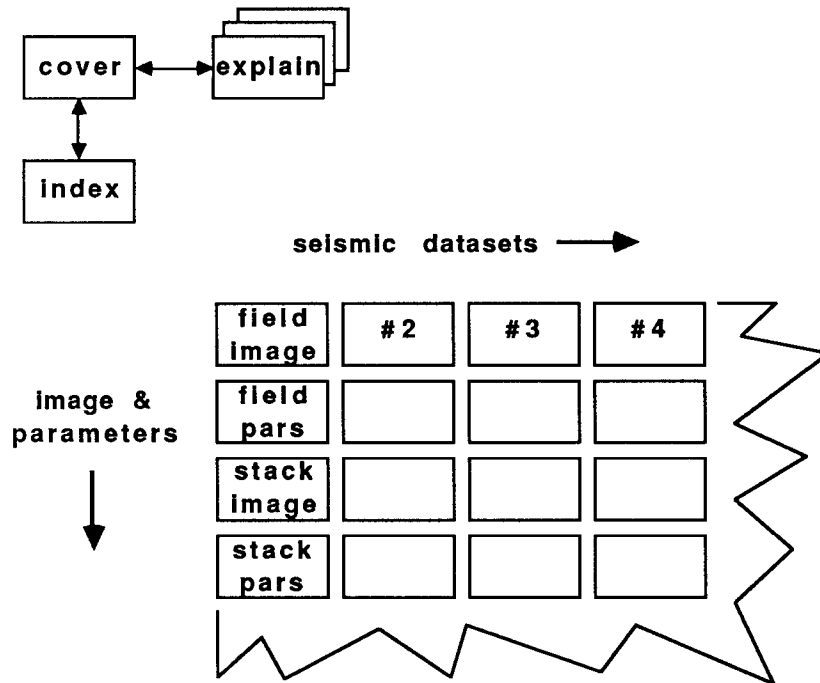 cover
explain
index
seismic datasets
field
image
#2
#3
#4
image &
parameters
field
pars
stack
image
stack
pars